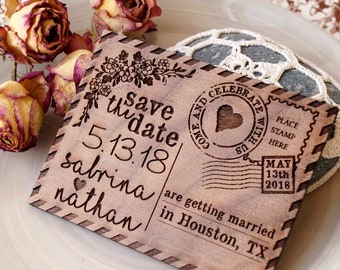 save
the date
5.13.18
sabrina
nathan
COME AND CELEBRATE WITH US
PLACE
STAMP
HERE
MAY
13th
2018
are getting married
in Houston, TX